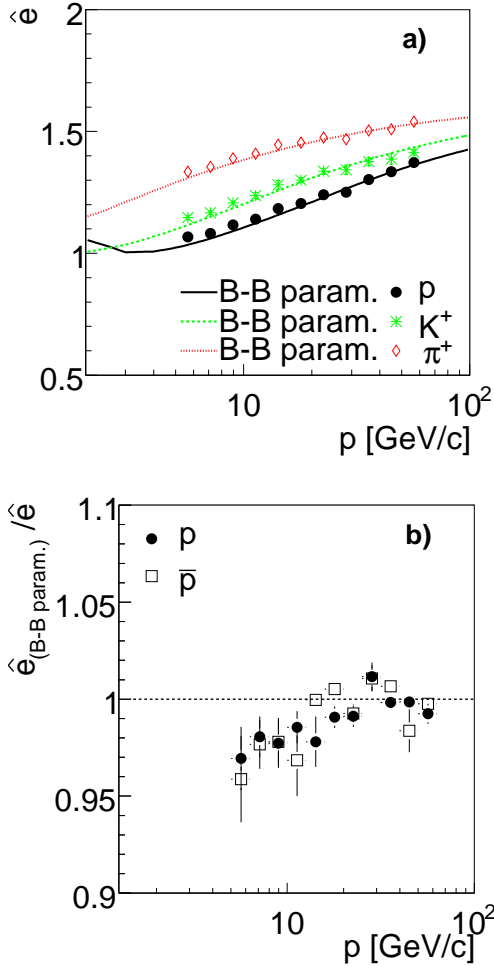 ê
2
a)
1.5
1
B-B param. p
B-B param. K⁺
B-B param. π⁺
0.5
10 10²
p [GeV/c]
ê(B-B param.)/ê
1.1
b)
p
p̅
1.05
1
0.95
0.9
10 10²
p [GeV/c]